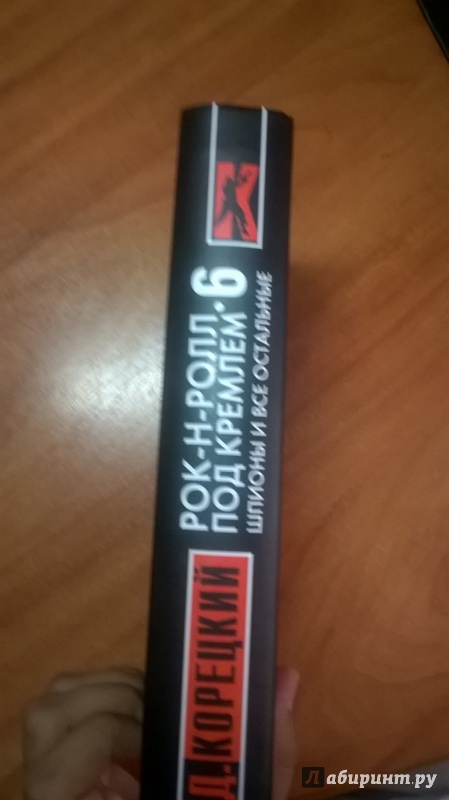 Д. КОРЕЦКИЙ
РОК-Н-РОЛЛ
ПОД КРЕМЛЕМ·6
ШПИОНЫ И ВСЕ ОСТАЛЬНЫЕ
Лабиринт.ру